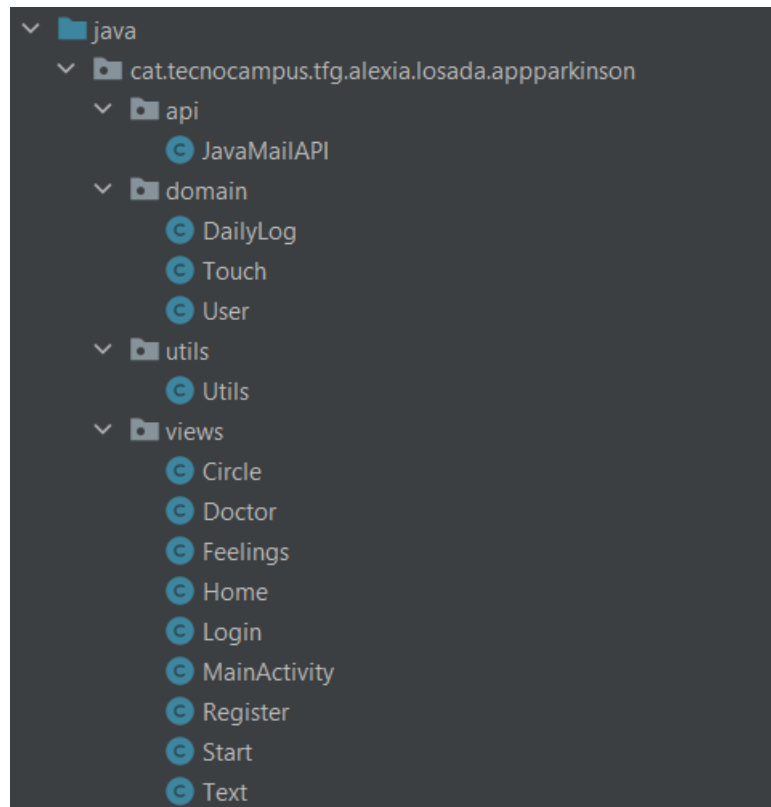 java
cat.tecnocampus.tfg.alexia.losada.appparkinson
api
C JavaMailAPI
domain
C DailyLog
C Touch
C User
utils
C Utils
views
C Circle
C Doctor
C Feelings
C Home
C Login
C MainActivity
C Register
C Start
C Text